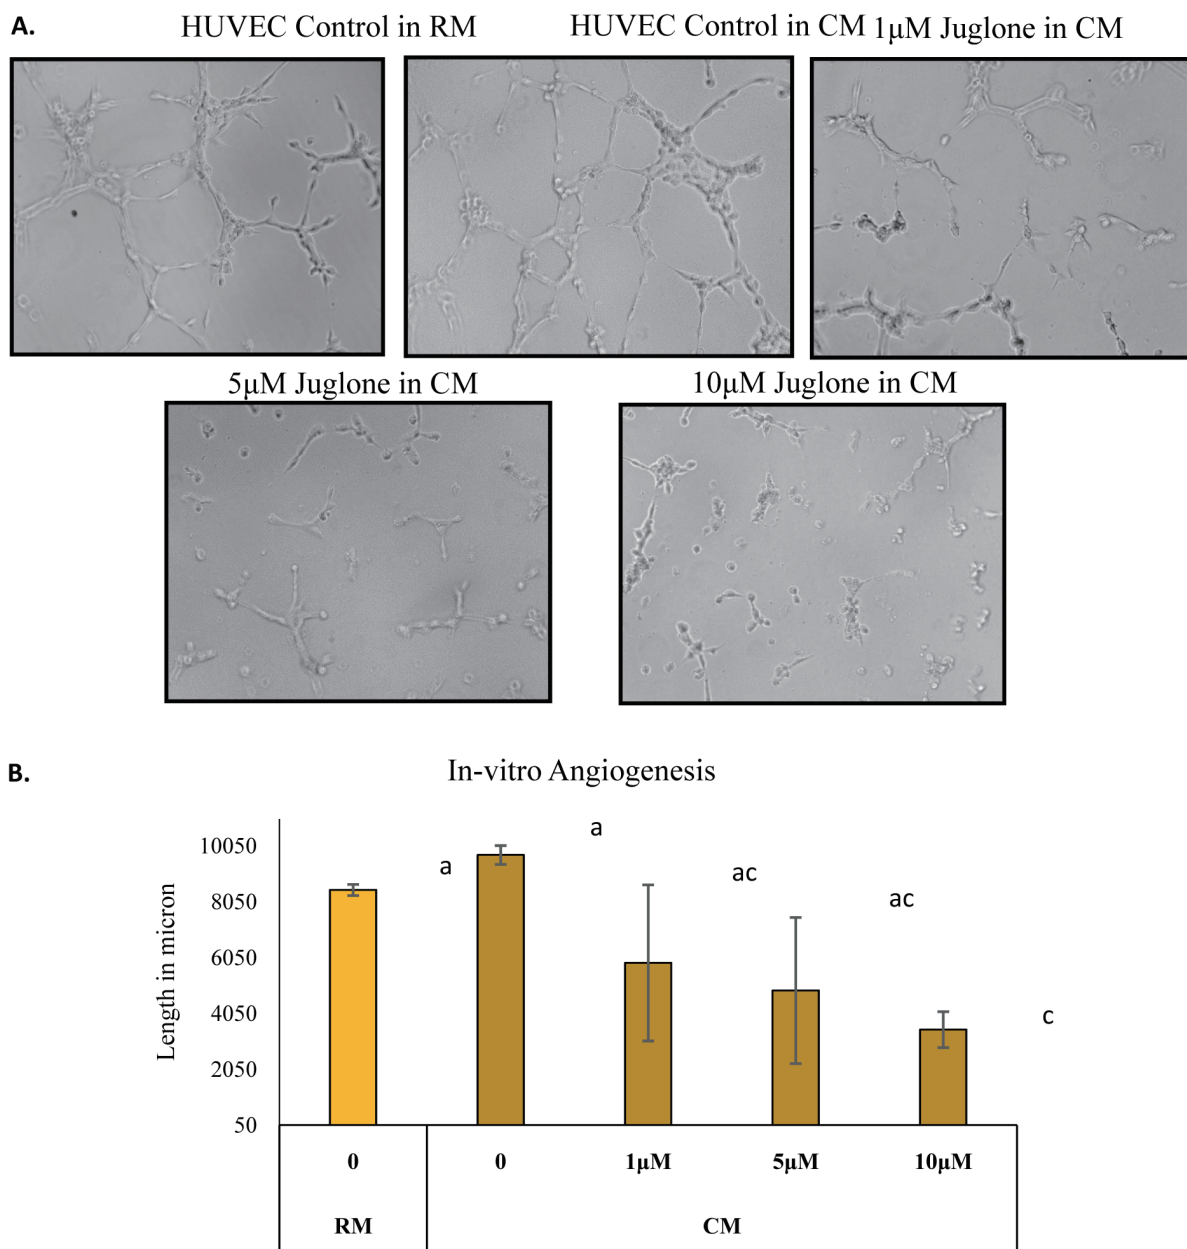 A.
HUVEC Control in RM
HUVEC Control in CM
1μM Juglone in CM
5μM Juglone in CM
10μM Juglone in CM
B.
In-vitro Angiogenesis
Length in micron
10050
8050
6050
4050
2050
50
a
a
ac
ac
c
0
0
1μM
5μM
10μM
RM
CM